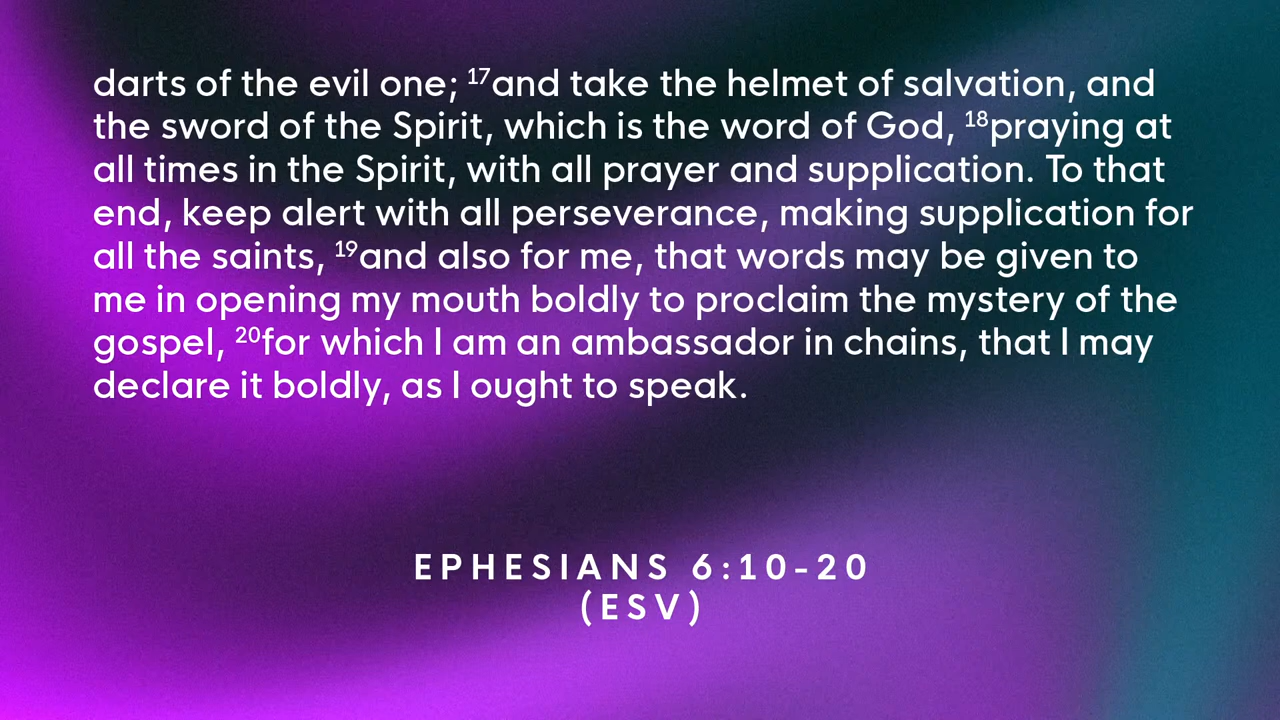 darts of the evil one; 17and take the helmet of salvation, and
the sword of the Spirit, which is the word of God, 18praying at
all times in the Spirit, with all prayer and supplication. To that
end, keep alert with all perseverance, making supplication for
all the saints, 19and also for me, that words may be given to
me in opening my mouth boldly to proclaim the mystery of the
gospel, 20for which I am an ambassador in chains, that I may
declare it boldly, as I ought to speak.
EPHESIANS 6:10-20
(ESV)